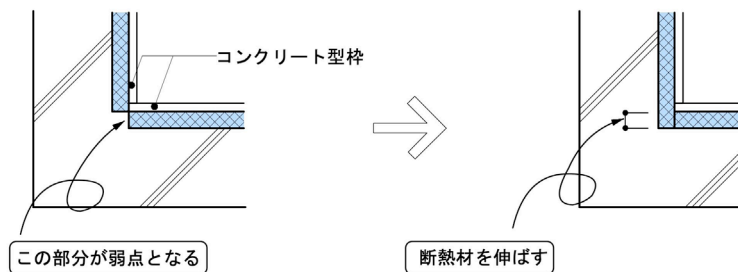 コンクリート型枠
この部分が弱点となる
断熱材を伸ばす